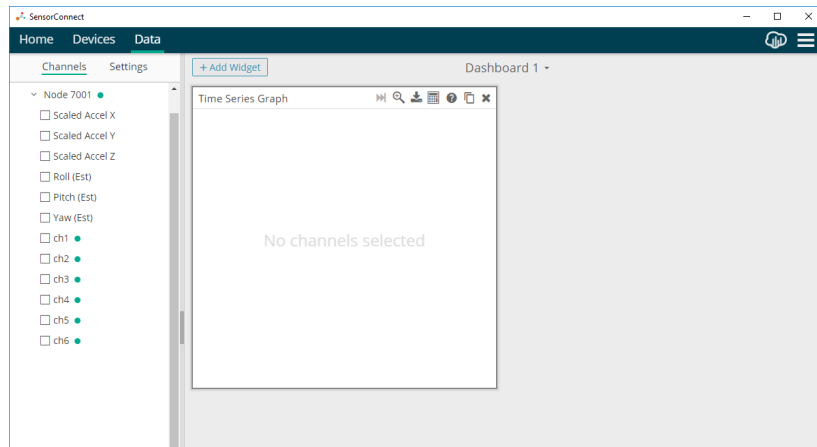 SensorConnect
Home Devices Data
Channels Settings
+ Add Widget
Dashboard 1
Node 7001
Scaled Accel X
Scaled Accel Y
Scaled Accel Z
Roll (Est)
Pitch (Est)
Yaw (Est)
ch1
ch2
ch3
ch4
ch5
ch6
Time Series Graph
No channels selected